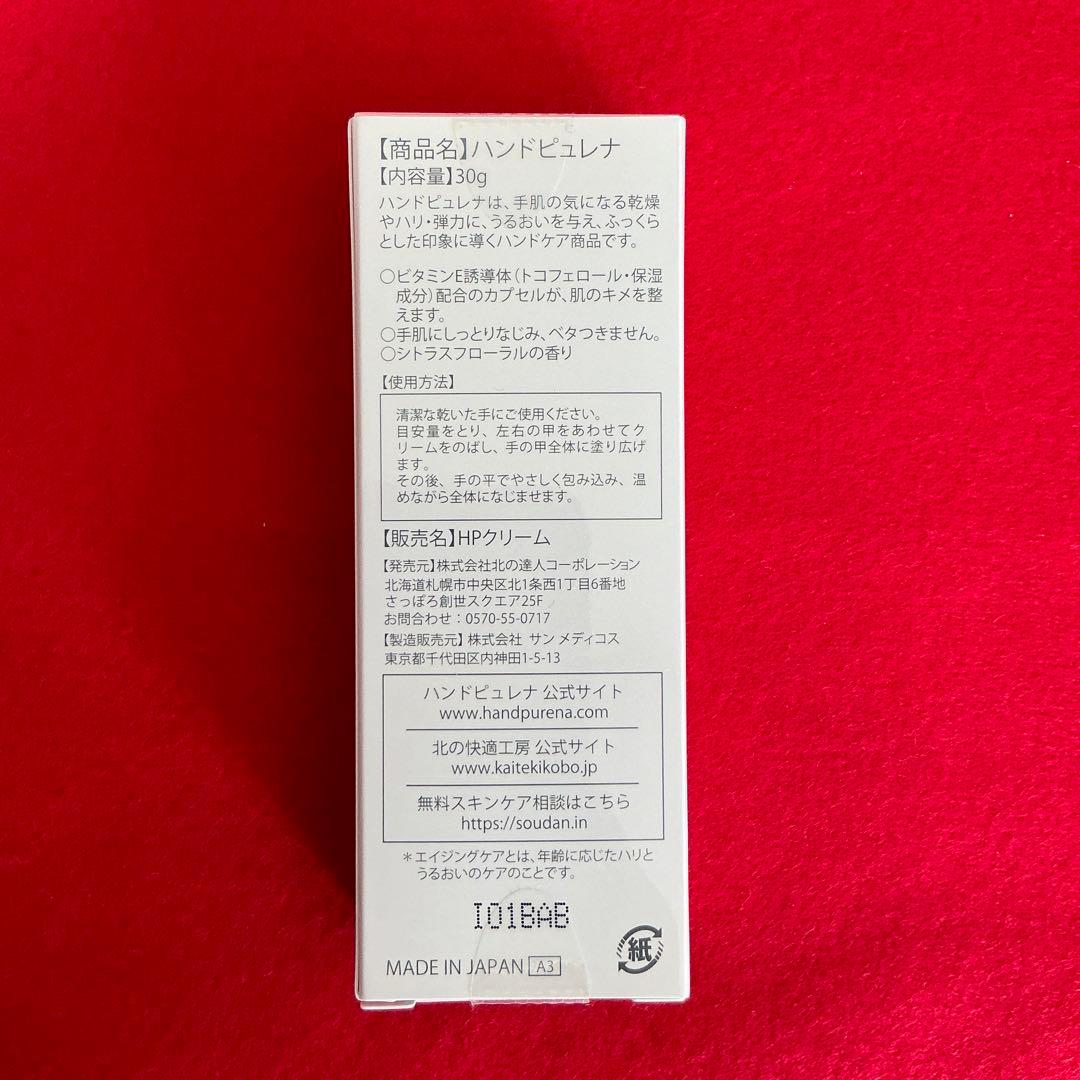 【商品名】ハンドピュレナ
【内容量】30g
ハンドピュレナは、手肌の気になる乾燥
やハリ・弾力に、うるおいを与え、ふっくら
とした印象に導くハンドケア商品です。
○ビタミンE誘導体（トコフェロール・保湿
成分）配合のカプセルが、肌のキメを整
えます。
○手肌にしっとりなじみ、ベタつきません。
○シトラスフローラルの香り
【使用方法】
清潔な乾いた手にご使用ください。
目安量をとり、左右の甲をあわせてク
リームをのばし、手の甲全体に塗り広げ
ます。
その後、手の平でやさしく包み込み、温
めながら全体になじませます。
【販売名】HPクリーム
【発売元】株式会社北の達人コーポレーション
北海道札幌市中央区北1条西1丁目6番地
さっぽろ創世スクエア25F
お問合わせ：0570-55-0717
【製造販売元】株式会社 サン メディコス
東京都千代田区内神田1-5-13
ハンドピュレナ 公式サイト
www.handpurena.com
北の快適工房 公式サイト
www.kaitekikobo.jp
無料スキンケア相談はこちら
https://soudan.in
＊エイジングケアとは、年齢に応じたハリと
うるおいのケアのことです。
I01BAB
紙
MADE IN JAPAN A3